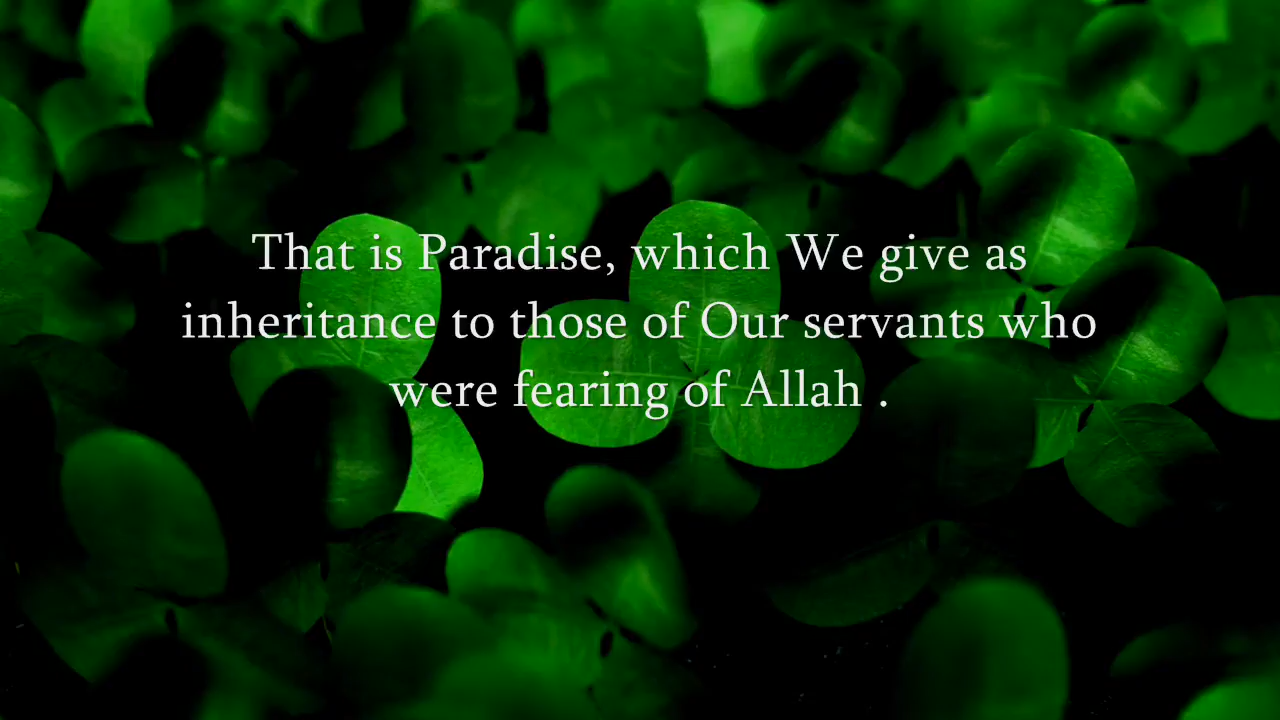 That is Paradise, which We give as
inheritance to those of Our servants who
were fearing of Allah .